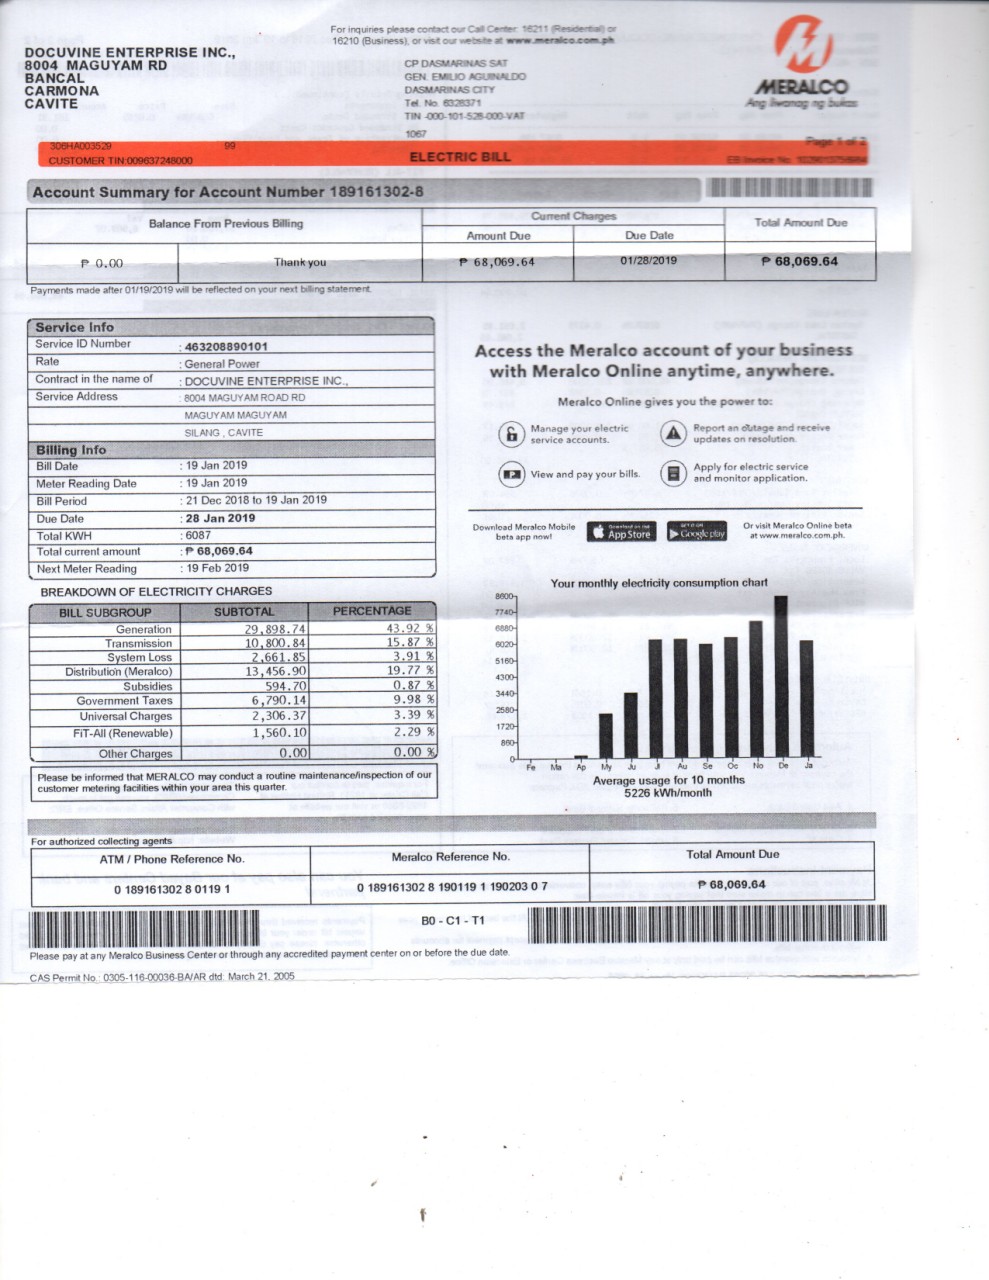 For inquiries please contact our Call Center: 16211 (Residential) or
16210 (Business), or visit our website at www.meralco.com.ph
DOCUVINE ENTERPRISE INC.,
8004 MAGUYAM RD
BANCAL
CARMONA
CAVITE
CP DASMARINAS SAT
GEN. EMILIO AGUINALDO
DASMARINAS CITY
Tel. No. 6328371
TIN -000-101-528-000-VAT
1067
MERALCO
Ang liwanag ng bukas
306HA003529 99
Page 1 of 2
CUSTOMER TIN:009637248000
ELECTRIC BILL
EB Invoice No.
Account Summary for Account Number 189161302-8
Balance From Previous Billing
Current Charges
Total Amount Due
Amount Due Due Date
₱ 0.00 Thank you ₱ 68,069.64 01/28/2019 ₱ 68,069.64
Payments made after 01/19/2019 will be reflected on your next billing statement.
Service Info
Service ID Number : 463208890101
Rate : General Power
Contract in the name of : DOCUVINE ENTERPRISE INC.,
Service Address : 8004 MAGUYAM ROAD RD
MAGUYAM MAGUYAM
SILANG , CAVITE
Billing Info
Bill Date : 19 Jan 2019
Meter Reading Date : 19 Jan 2019
Bill Period : 21 Dec 2018 to 19 Jan 2019
Due Date : 28 Jan 2019
Total KWH : 6087
Total current amount : ₱ 68,069.64
Next Meter Reading : 19 Feb 2019
Access the Meralco account of your business
with Meralco Online anytime, anywhere.
Meralco Online gives you the power to:
Manage your electric
service accounts.
Report an outage and receive
updates on resolution.
View and pay your bills.
Apply for electric service
and monitor application.
Download Meralco Mobile
beta app now!
Download on the
App Store
GET IT ON
Google play
Or visit Meralco Online beta
at www.meralco.com.ph.
BREAKDOWN OF ELECTRICITY CHARGES
BILL SUBGROUP SUBTOTAL PERCENTAGE
Generation 29,898.74 43.92 %
Transmission 10,800.84 15.87 %
System Loss 2,661.85 3.91 %
Distribution (Meralco) 13,456.90 19.77 %
Subsidies 594.70 0.87 %
Government Taxes 6,790.14 9.98 %
Universal Charges 2,306.37 3.39 %
FiT-All (Renewable) 1,560.10 2.29 %
Other Charges 0.00 0.00 %
Please be informed that MERALCO may conduct a routine maintenance/inspection of our
customer metering facilities within your area this quarter.
Your monthly electricity consumption chart
8600
7740
6880
6020
5160
4300
3440
2580
1720
860
0
Fe Ma Ap My Ju Jl Au Se Oc No De Ja
Average usage for 10 months
5226 kWh/month
For authorized collecting agents
ATM / Phone Reference No. Meralco Reference No. Total Amount Due
0 189161302 8 0119 1 0 189161302 8 190119 1 190203 0 7 ₱ 68,069.64
B0 - C1 - T1
Please pay at any Meralco Business Center or through any accredited payment center on or before the due date.
CAS Permit No.: 0305-116-00036-BA/AR dtd. March 21, 2005